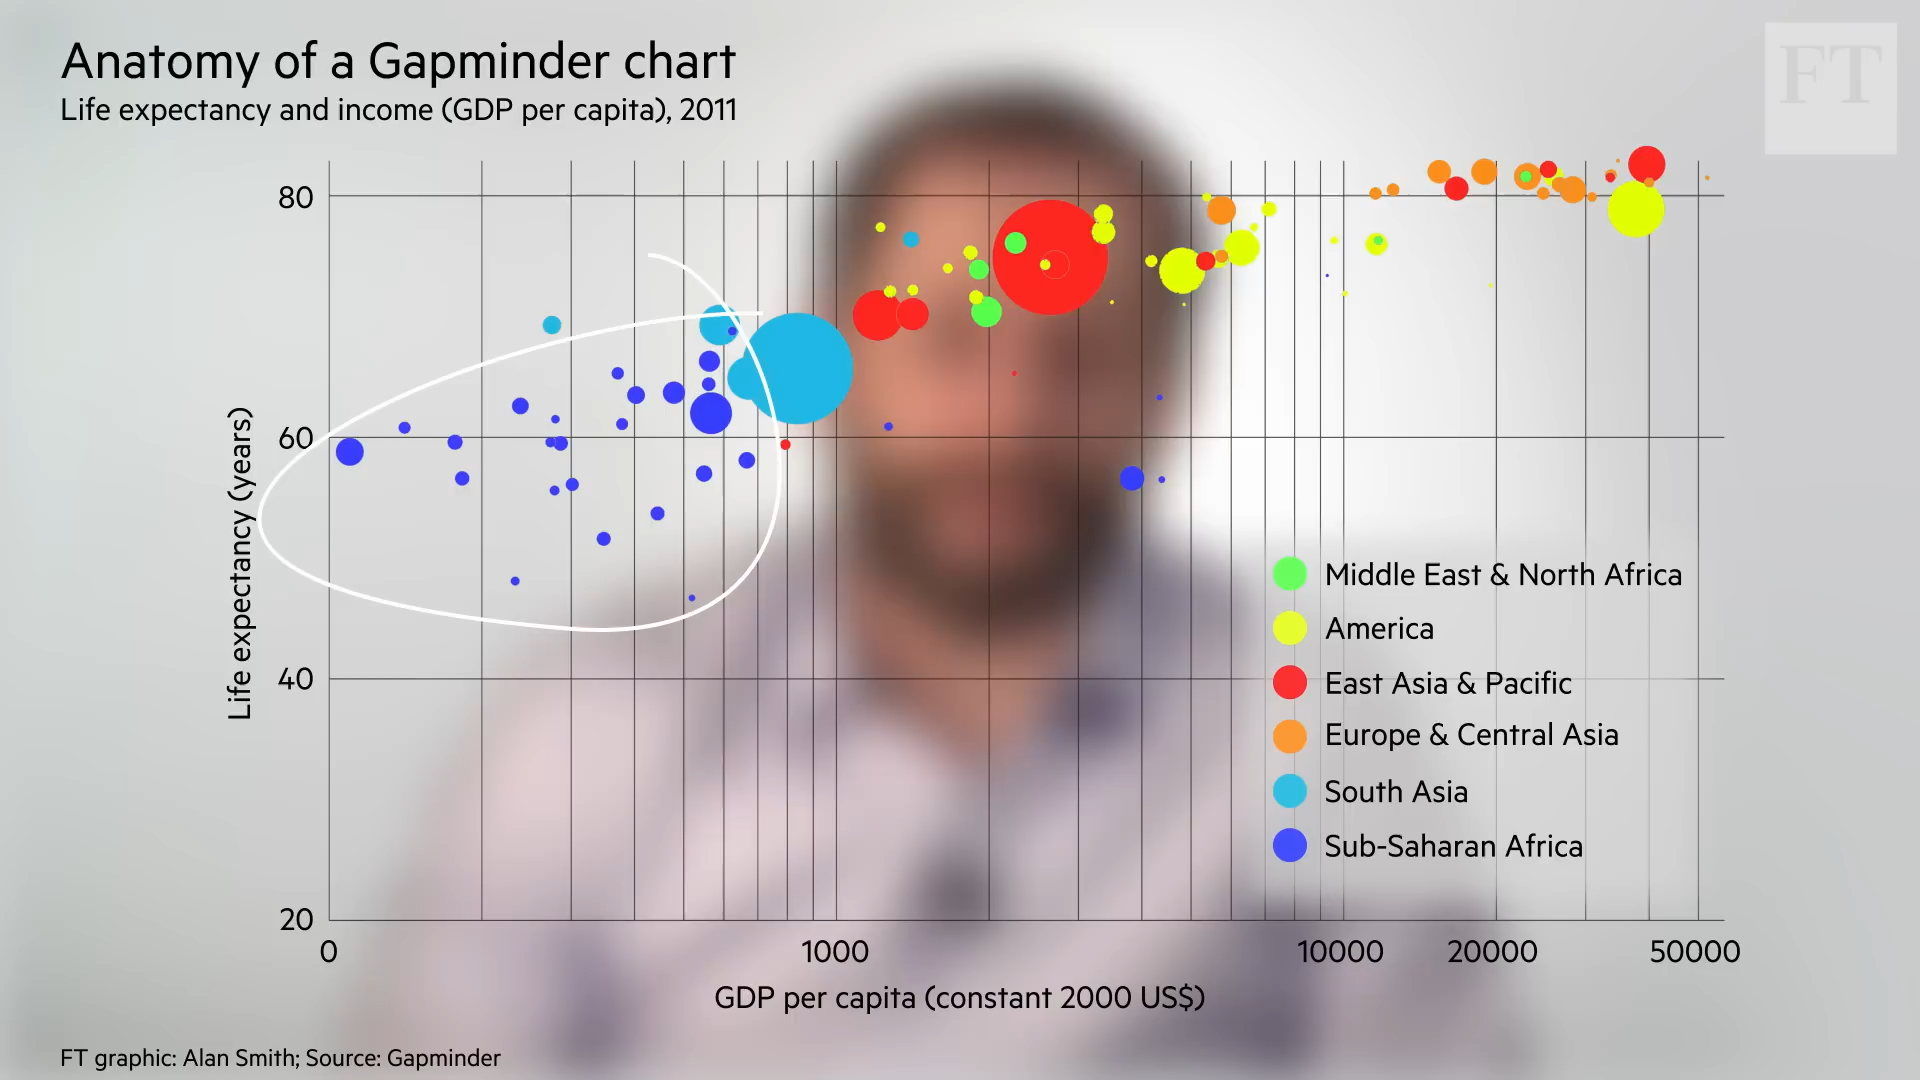 Anatomy of a Gapminder chart
Life expectancy and income (GDP per capita), 2011
FT
80
60
40
20
Life expectancy (years)
0 1000 10000 20000 50000
GDP per capita (constant 2000 US$)
Middle East & North Africa
America
East Asia & Pacific
Europe & Central Asia
South Asia
Sub-Saharan Africa
FT graphic: Alan Smith; Source: Gapminder